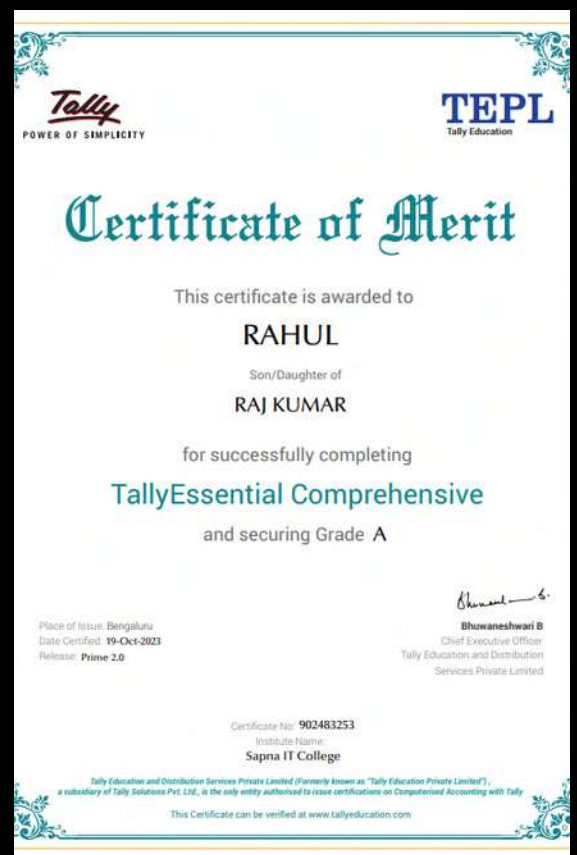 Tally
POWER OF SIMPLICITY
TEPL
Tally Education
Certificate of Merit
This certificate is awarded to
RAHUL
Son/Daughter of
RAJ KUMAR
for successfully completing
TallyEssential Comprehensive
and securing Grade A
Place of Issue: Bengaluru
Date Certified: 19-Oct-2023
Release: Prime 2.0
Bhuwaneshwari B
Chief Executive Officer
Tally Education and Distribution
Services Private Limited
Certificate No: 902483253
Institute Name:
Sapna IT College
Tally Education and Distribution Services Private Limited (Formerly known as "Tally Education Private Limited") ,
a subsidiary of Tally Solutions Pvt. Ltd., is the only entity authorised to issue certifications on Computerised Accounting with Tally
This Certificate can be verified at www.tallyeducation.com